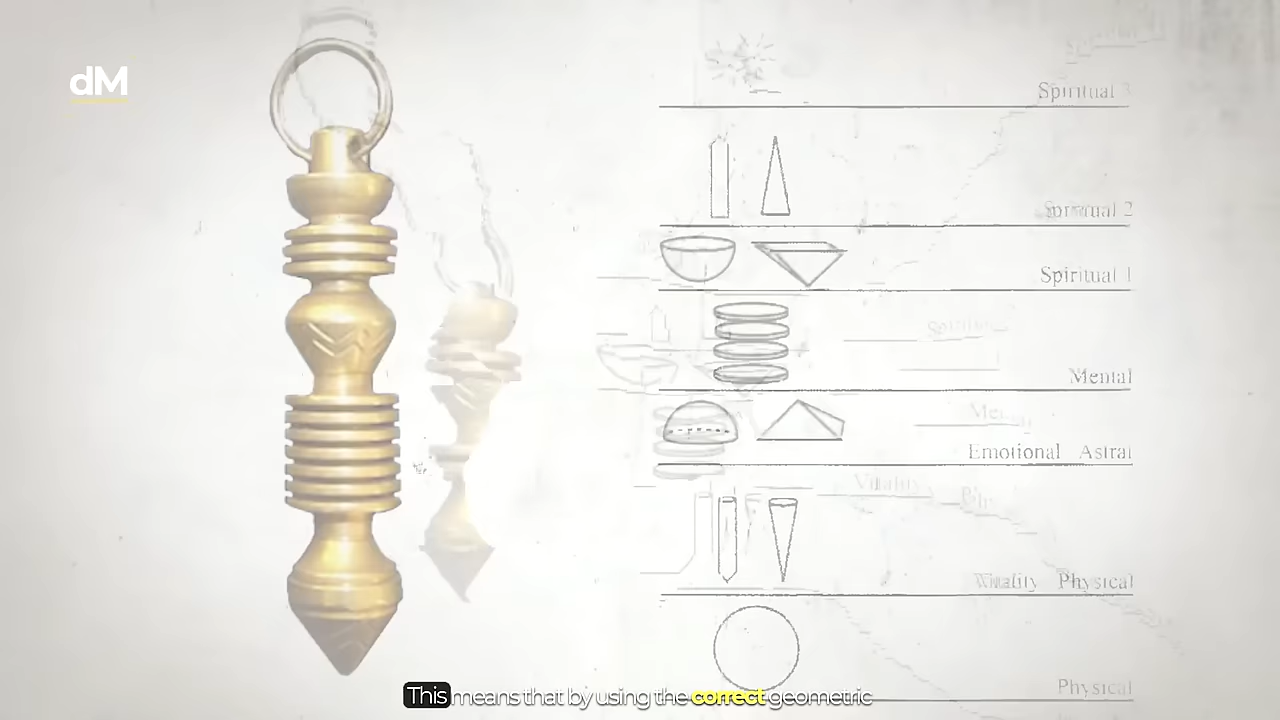 dM
Spiritual 3
Spiritual 2
Spiritual 1
Mental
Emotional Astral
Vitality Physical
Physical
This means that by using the correct geometric